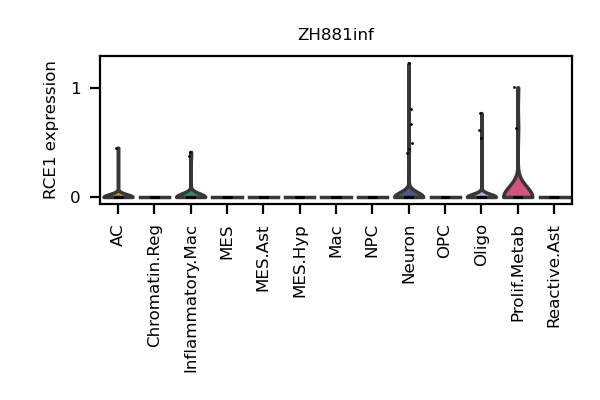 ZH881inf
RCE1 expression
1
0
AC
Chromatin.Reg
Inflammatory.Mac
MES
MES.Ast
MES.Hyp
Mac
NPC
Neuron
OPC
Oligo
Prolif.Metab
Reactive.Ast